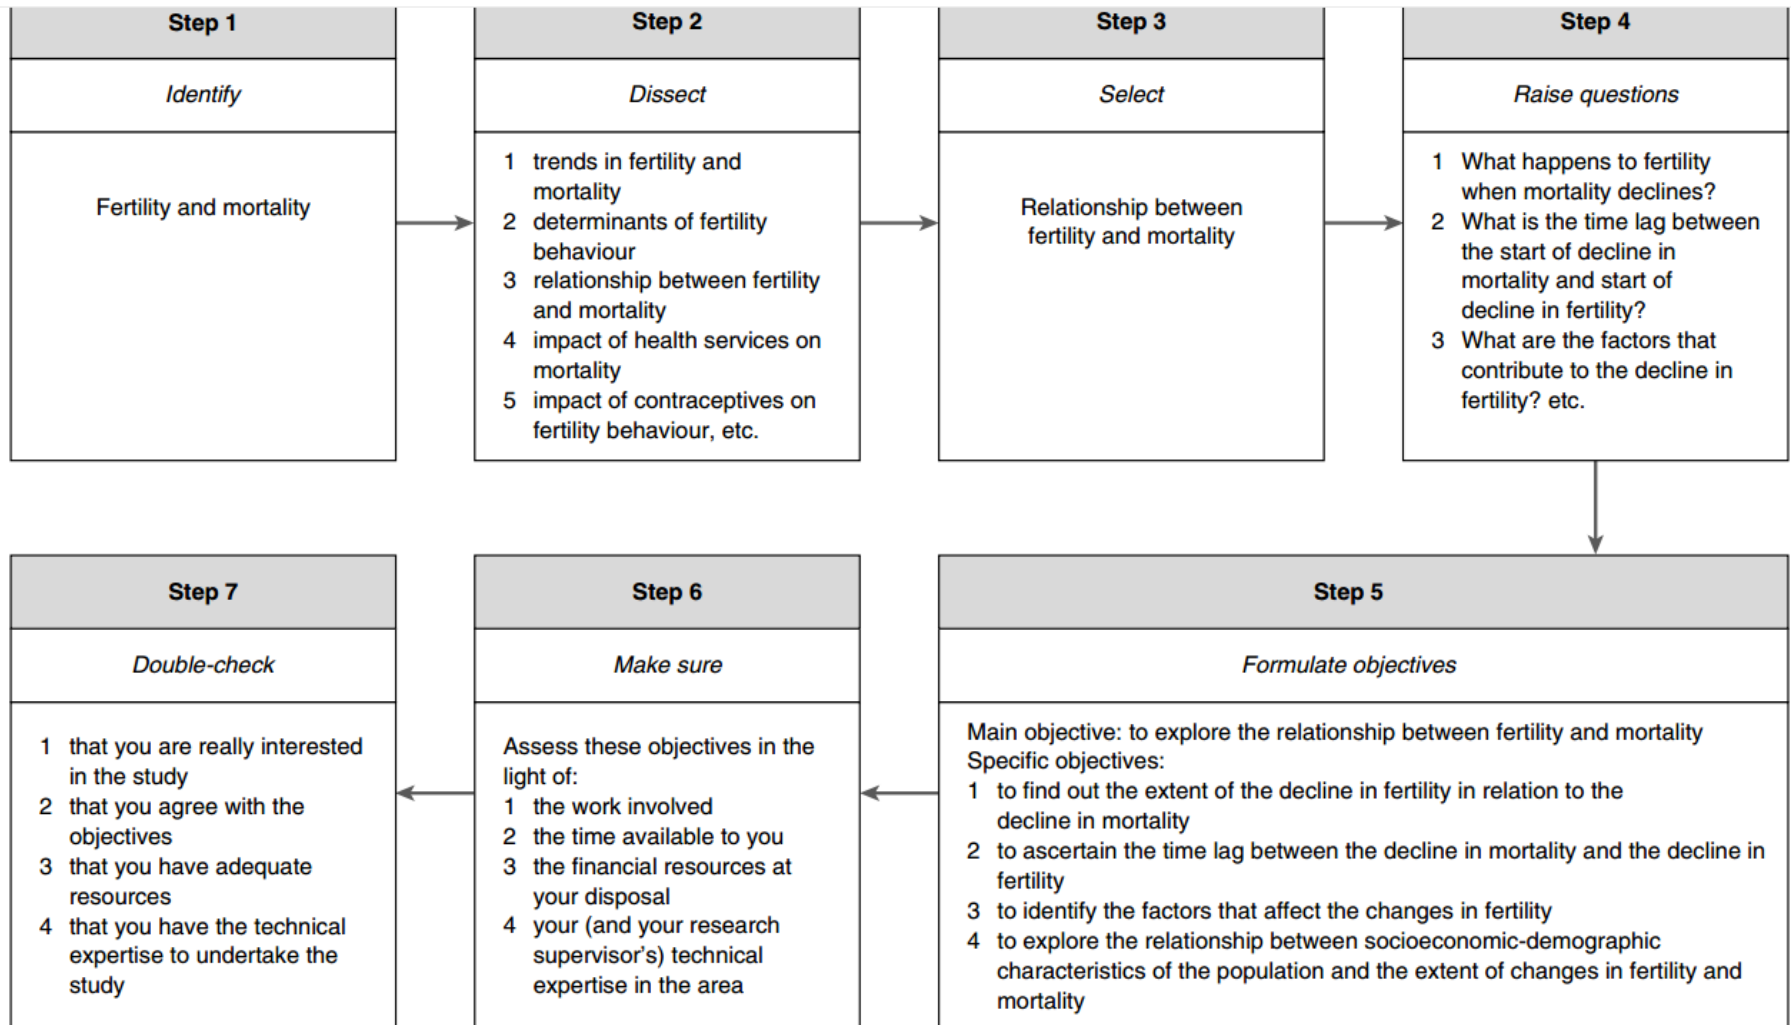 Step 1
Identify
Fertility and mortality
Step 2
Dissect
1 trends in fertility and
mortality
2 determinants of fertility
behaviour
3 relationship between fertility
and mortality
4 impact of health services on
mortality
5 impact of contraceptives on
fertility behaviour, etc.
Step 3
Select
Relationship between
fertility and mortality
Step 4
Raise questions
1 What happens to fertility
when mortality declines?
2 What is the time lag between
the start of decline in
mortality and start of
decline in fertility?
3 What are the factors that
contribute to the decline in
fertility? etc.
Step 5
Formulate objectives
Main objective: to explore the relationship between fertility and mortality
Specific objectives:
1 to find out the extent of the decline in fertility in relation to the
decline in mortality
2 to ascertain the time lag between the decline in mortality and the decline in
fertility
3 to identify the factors that affect the changes in fertility
4 to explore the relationship between socioeconomic-demographic
characteristics of the population and the extent of changes in fertility and
mortality
Step 6
Make sure
Assess these objectives in the
light of:
1 the work involved
2 the time available to you
3 the financial resources at
your disposal
4 your (and your research
supervisor's) technical
expertise in the area
Step 7
Double-check
1 that you are really interested
in the study
2 that you agree with the
objectives
3 that you have adequate
resources
4 that you have the technical
expertise to undertake the
study